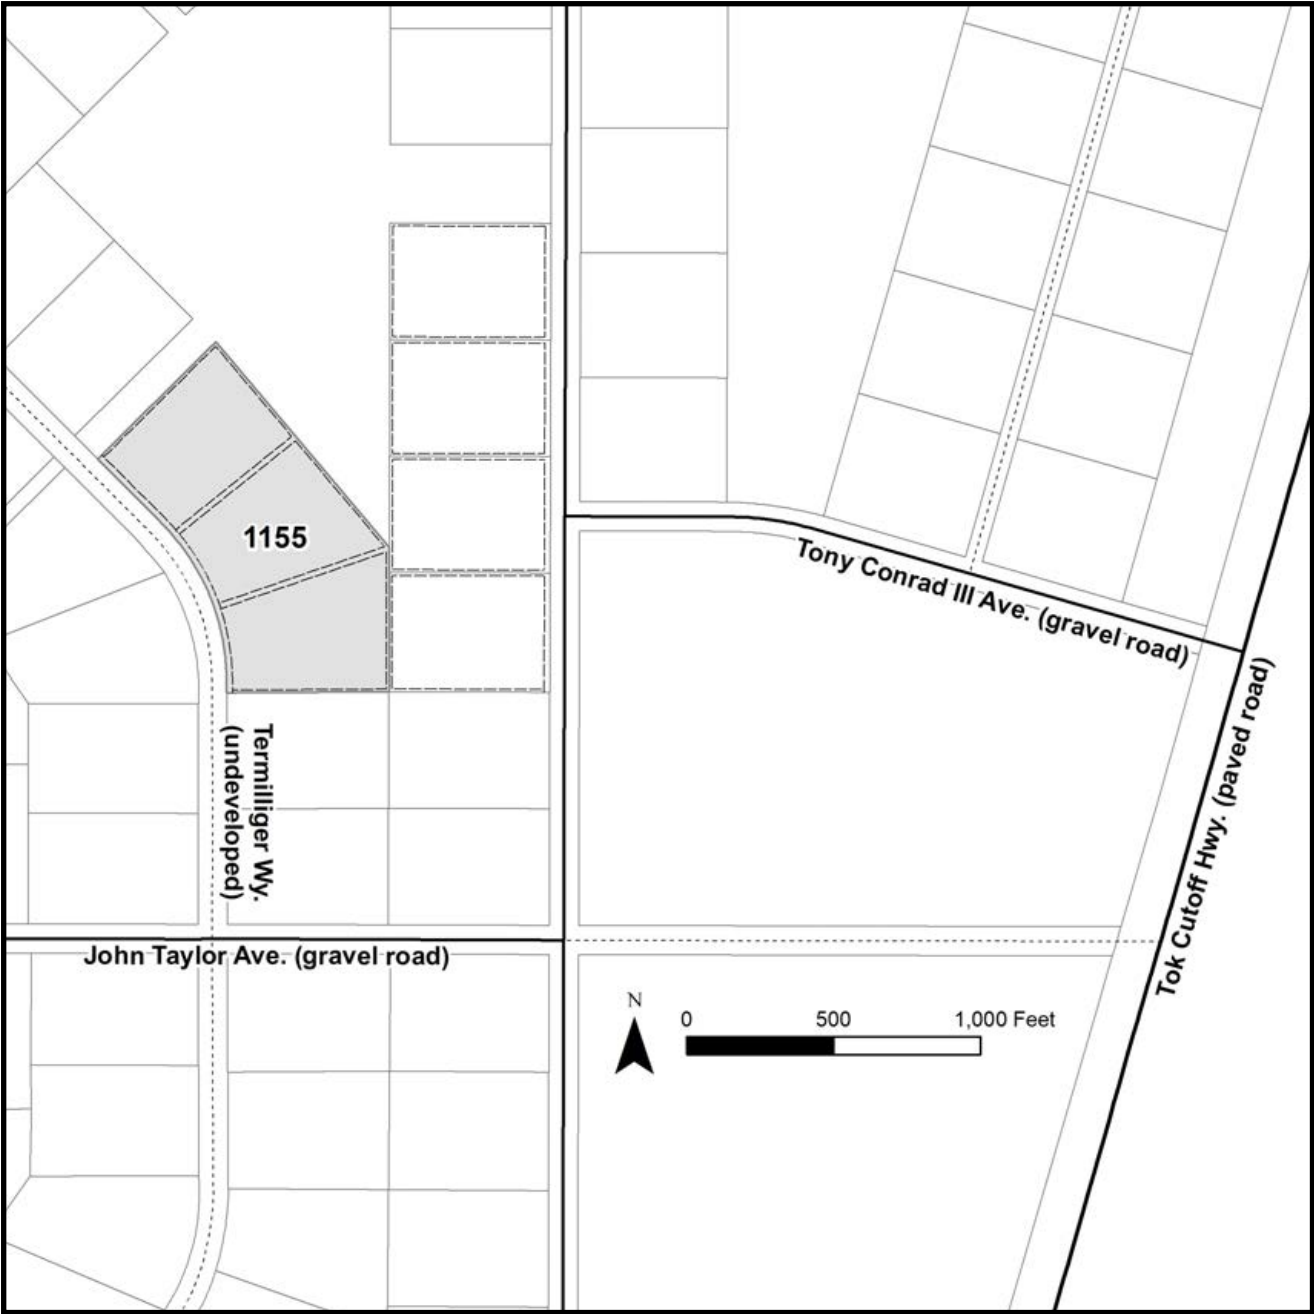 1155
Tony Conrad III Ave. (gravel road)
Termilliger Wy.
(undeveloped)
Tok Cutoff Hwy. (paved road)
John Taylor Ave. (gravel road)
N
0 500 1,000 Feet